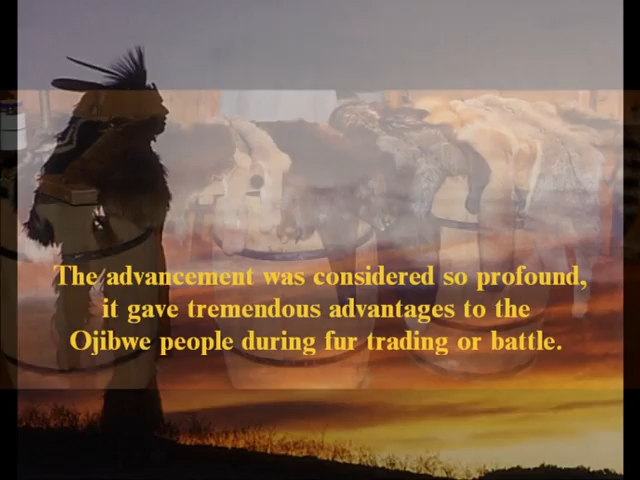 The advancement was considered so profound,
it gave tremendous advantages to the
Ojibwe people during fur trading or battle.